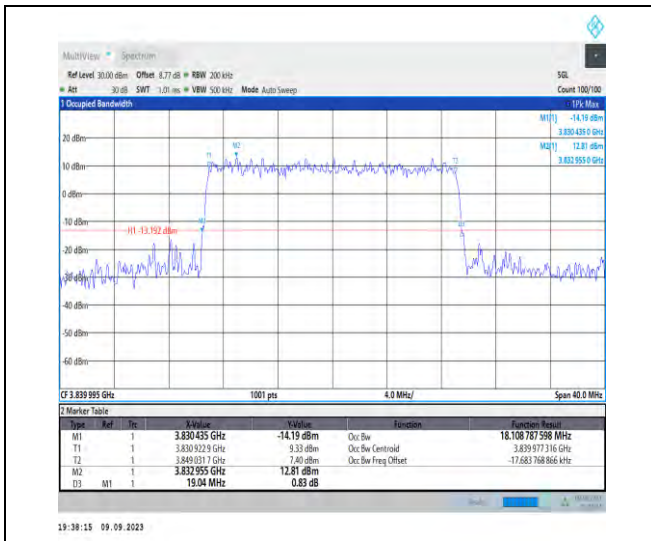 MultiView Spectrum
Ref Level 30.00 dBm Offset 8.77 dB RBW 200 kHz SGL
Att 30 dB SWT 1.01 ms VBW 500 kHz Mode Auto Sweep Count 100/100
1 Occupied Bandwidth 1Pk Max
M1[1] -14.19 dBm
3.830 435 0 GHz
M2[1] 12.81 dBm
3.832 955 0 GHz
20 dBm
M2
10 dBm
0 dBm
-10 dBm
H1 -13.192 dBm
-20 dBm
-30 dBm
-40 dBm
-50 dBm
-60 dBm
CF 3.839 995 GHz 1001 pts 4.0 MHz/ Span 40.0 MHz
2 Marker Table
Type Ref Trc X-Value Y-Value Function Function Result
M1 1 3.830 435 GHz -14.19 dBm Occ Bw 18.108 787 598 MHz
T1 1 3.830 922 9 GHz 9.33 dBm Occ Bw Centroid 3.839 977 316 GHz
T2 1 3.849 031 7 GHz 7.40 dBm Occ Bw Freq Offset -17.683 768 866 kHz
M2 1 3.832 955 GHz 12.81 dBm
D3 M1 1 19.04 MHz 0.83 dB
19:38:15 09.09.2023